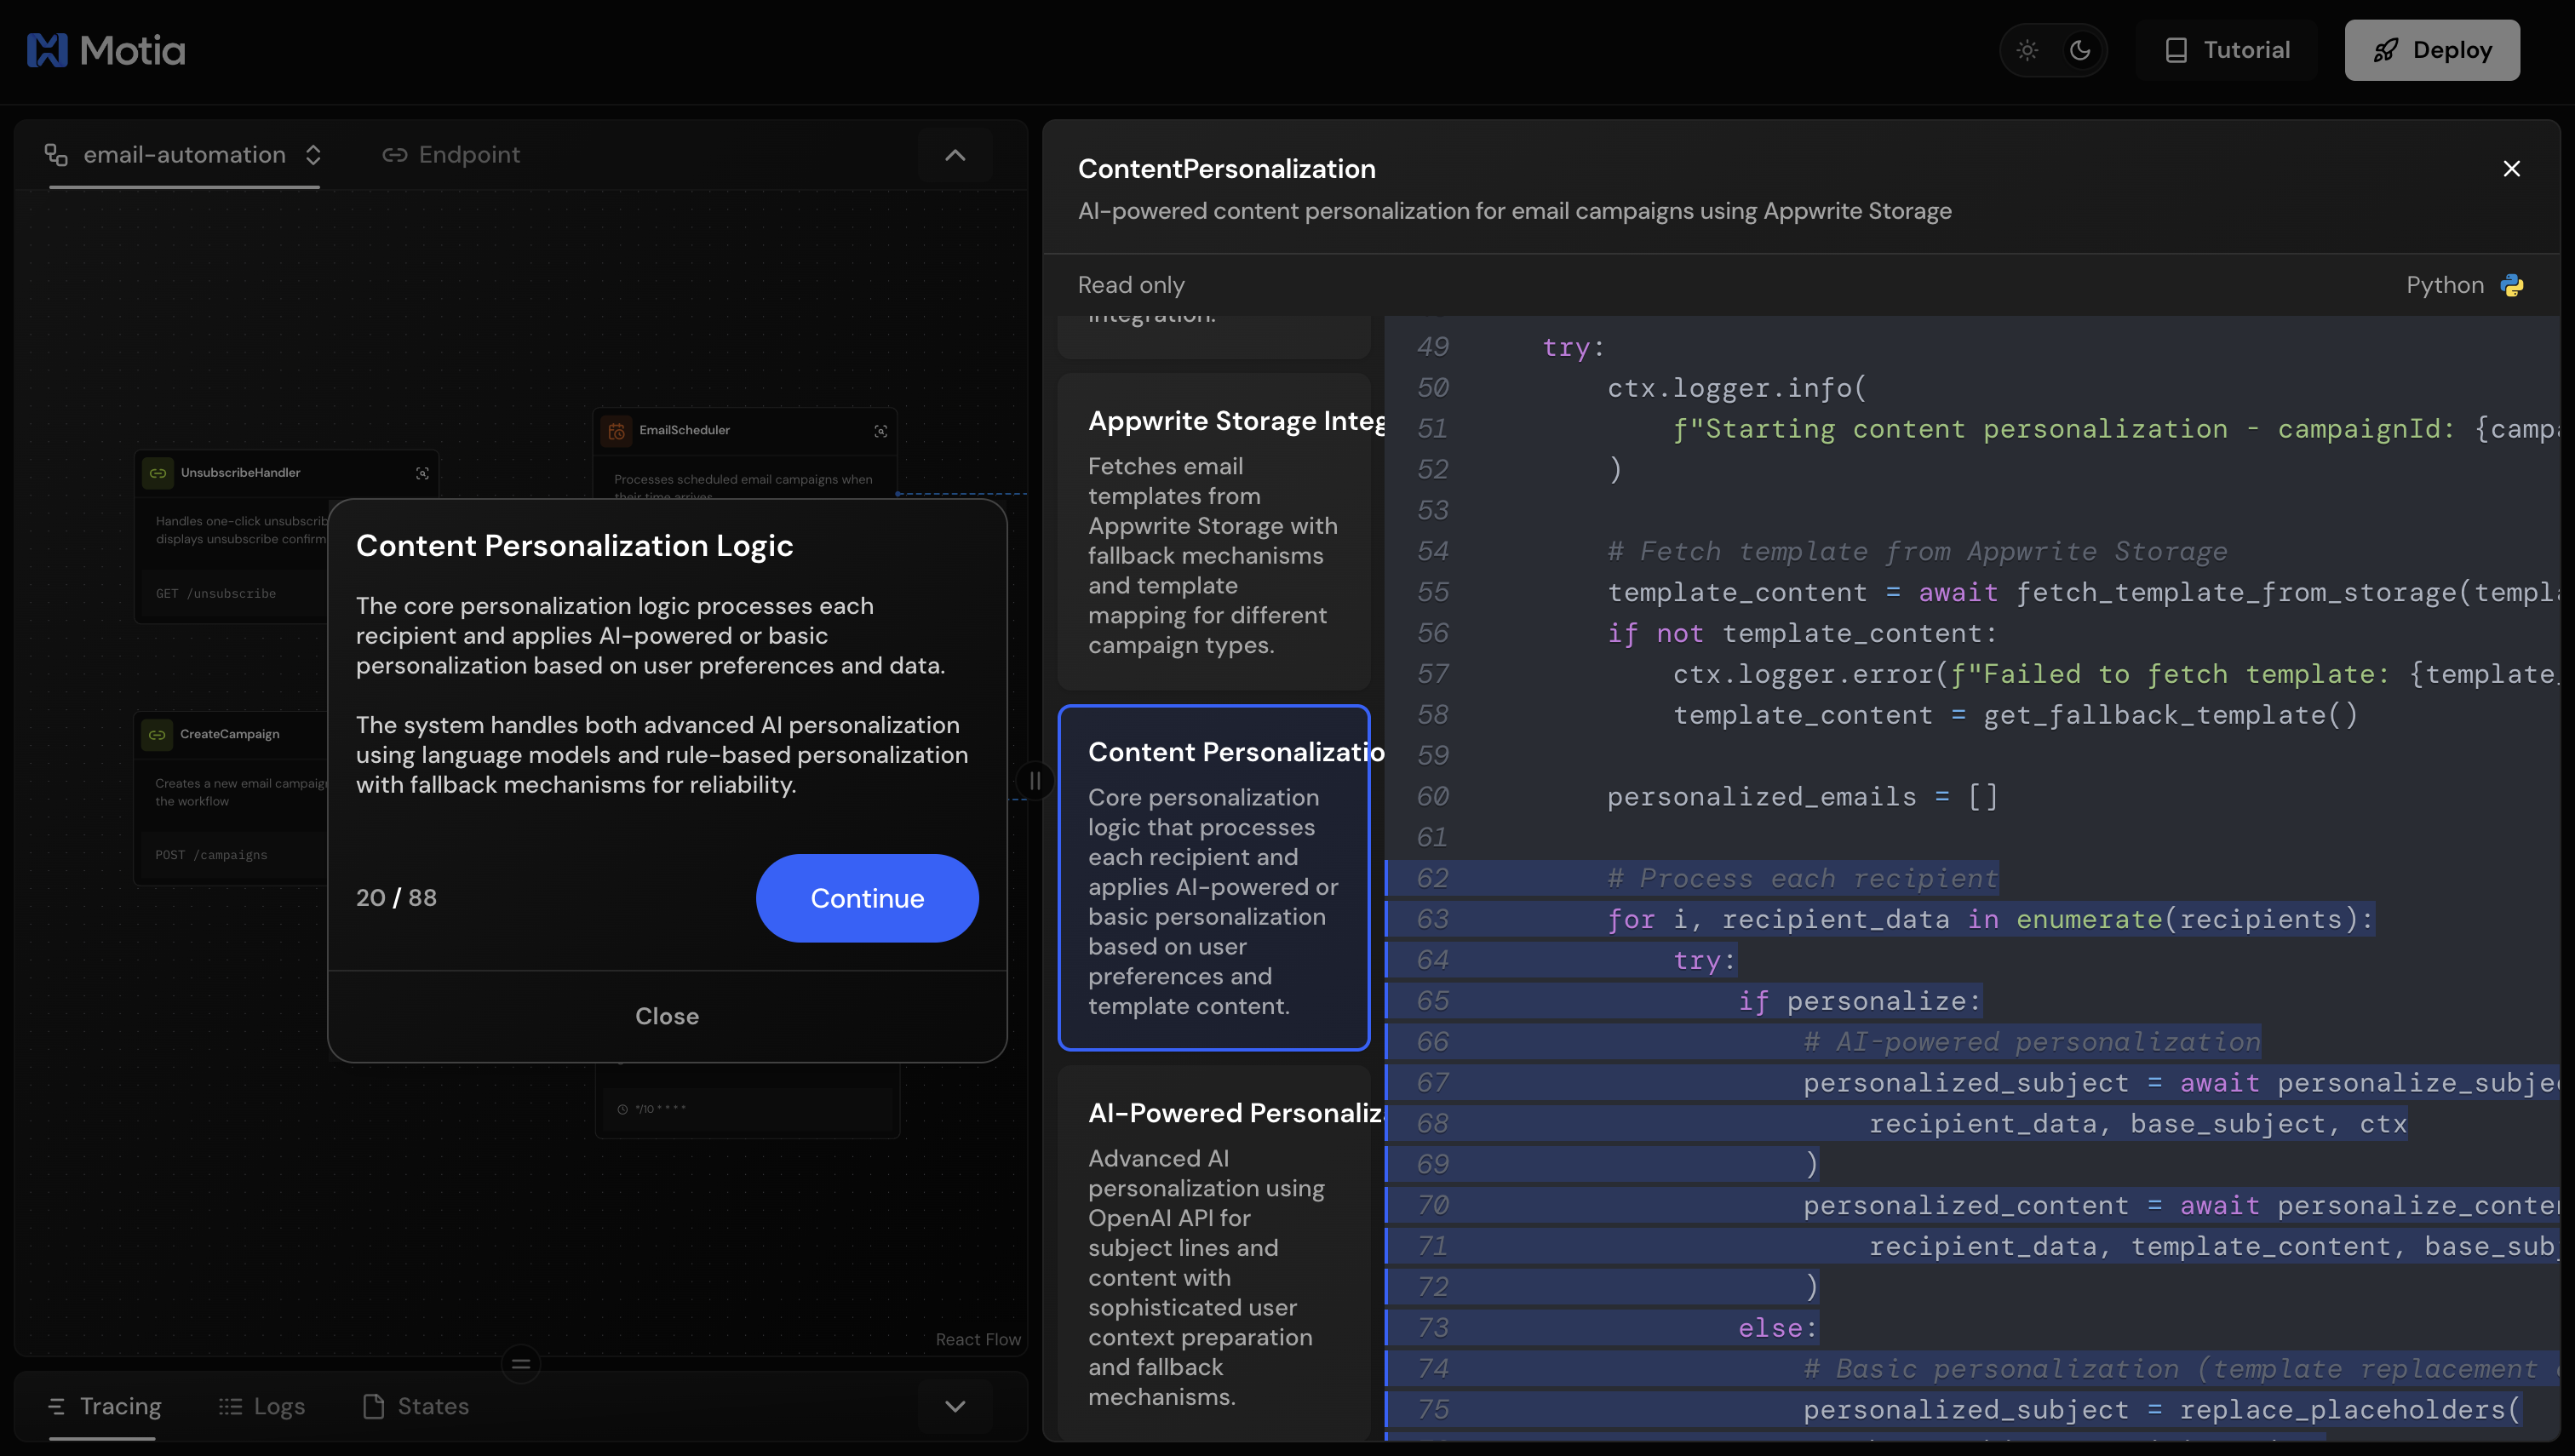 Motia
Tutorial
Deploy
email-automation
Endpoint
EmailScheduler
Processes scheduled email campaigns when
their time arrives
UnsubscribeHandler
Handles one-click
displays unsubscribe
GET /unsubscribe
CreateCampaign
Creates a new email
the workflow
POST /campaigns
*/10 * * * *
React Flow
Content Personalization Logic
The core personalization logic processes each
recipient and applies AI-powered or basic
personalization based on user preferences and data.
The system handles both advanced AI personalization
using language models and rule-based personalization
with fallback mechanisms for reliability.
20 / 88
Continue
Close
Tracing
Logs
States
ContentPersonalization
AI-powered content personalization for email campaigns using Appwrite Storage
Read only
Python
integration.
Appwrite Storage Integ
Fetches email
templates from
Appwrite Storage with
fallback mechanisms
and template
mapping for different
campaign types.
Content Personalizatio
Core personalization
logic that processes
each recipient and
applies AI-powered or
basic personalization
based on user
preferences and
template content.
AI-Powered Personaliz
Advanced AI
personalization using
OpenAI API for
subject lines and
content with
sophisticated user
context preparation
and fallback
mechanisms.
49 try:
50 ctx.logger.info(
51 f"Starting content personalization - campaignId: {camp
52 )
53
54 # Fetch template from Appwrite Storage
55 template_content = await fetch_template_from_storage(templ
56 if not template_content:
57 ctx.logger.error(f"Failed to fetch template: {template
58 template_content = get_fallback_template()
59
60 personalized_emails = []
61
62 # Process each recipient
63 for i, recipient_data in enumerate(recipients):
64 try:
65 if personalize:
66 # AI-powered personalization
67 personalized_subject = await personalize_subje
68 recipient_data, base_subject, ctx
69 )
70 personalized_content = await personalize_conte
71 recipient_data, template_content, base_sub
72 )
73 else:
74 # Basic personalization (template replacement
75 personalized_subject = replace_placeholders(